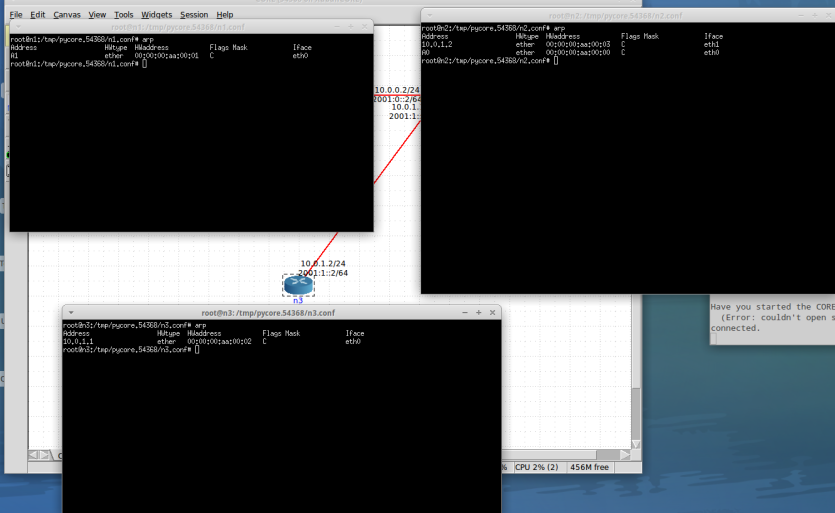 File Edit Canvas View Tools Widgets Session Help
root@n1: /tmp/pycore.54368/n1.conf
root@n1:/tmp/pycore.54368/n1.conf# arp
Address HWtype HWaddress Flags Mask Iface
A1 ether 00:00:00:aa:00:01 C eth0
root@n1:/tmp/pycore.54368/n1.conf#
root@n2: /tmp/pycore.54368/n2.conf
root@n2:/tmp/pycore.54368/n2.conf# arp
Address HWtype HWaddress Flags Mask Iface
10.0.1.2 ether 00:00:00:aa:00:03 C eth1
A0 ether 00:00:00:aa:00:00 C eth0
root@n2:/tmp/pycore.54368/n2.conf#
10.0.0.2/24
2001:0::2/64
10.0.1.
2001:1::
10.0.1.2/24
2001:1::2/64
n3
Have you started the CORE
(Error: couldn't open s
connected.
root@n3: /tmp/pycore.54368/n3.conf
root@n3:/tmp/pycore.54368/n3.conf# arp
Address HWtype HWaddress Flags Mask Iface
10.0.1.1 ether 00:00:00:aa:00:02 C eth0
root@n3:/tmp/pycore.54368/n3.conf#
% CPU 2% (2) 456M free